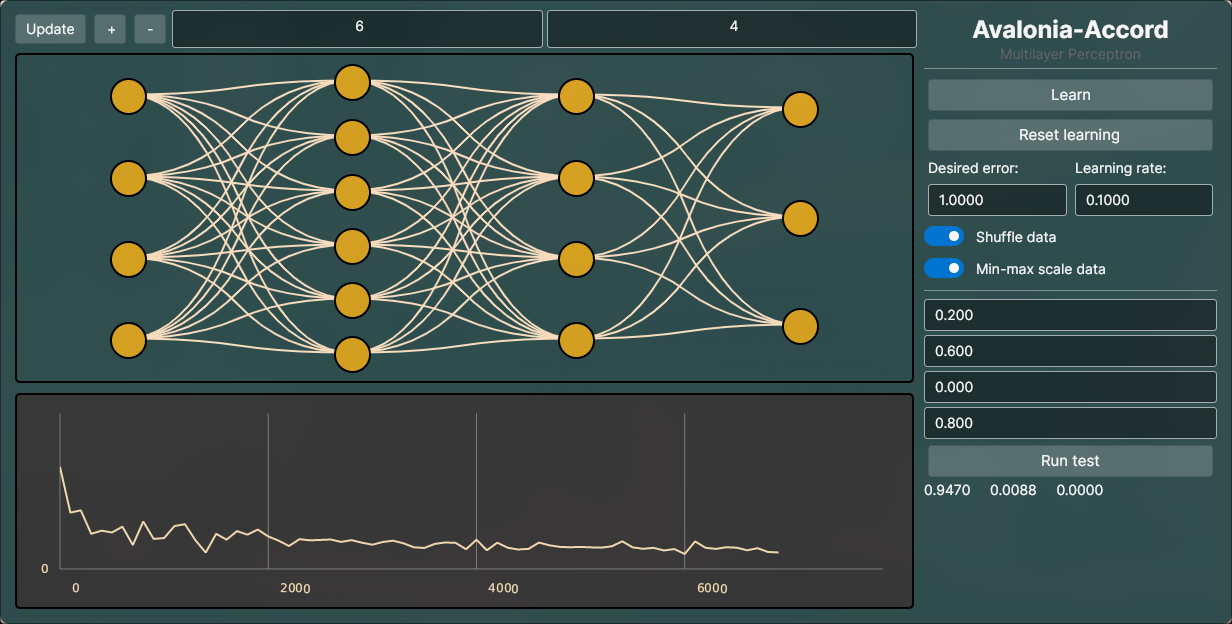 Update + - 6 4
Avalonia-Accord
Multilayer Perceptron
Learn
Reset learning
Desired error: Learning rate:
1.0000 0.1000
Shuffle data
Min-max scale data
0.200
0.600
0.000
0.800
Run test
0.9470 0.0088 0.0000
0
0 2000 4000 6000